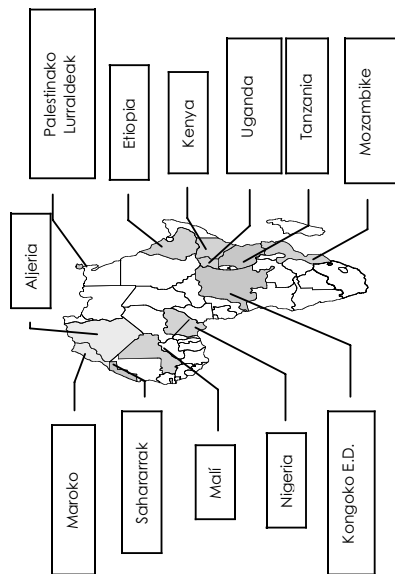 Aljeria
Palestinako
Lurraldeak
Etiopia
Kenya
Uganda
Tanzania
Mozambike
Maroko
Sahararrak
Malí
Nigeria
Kongoko E.D.